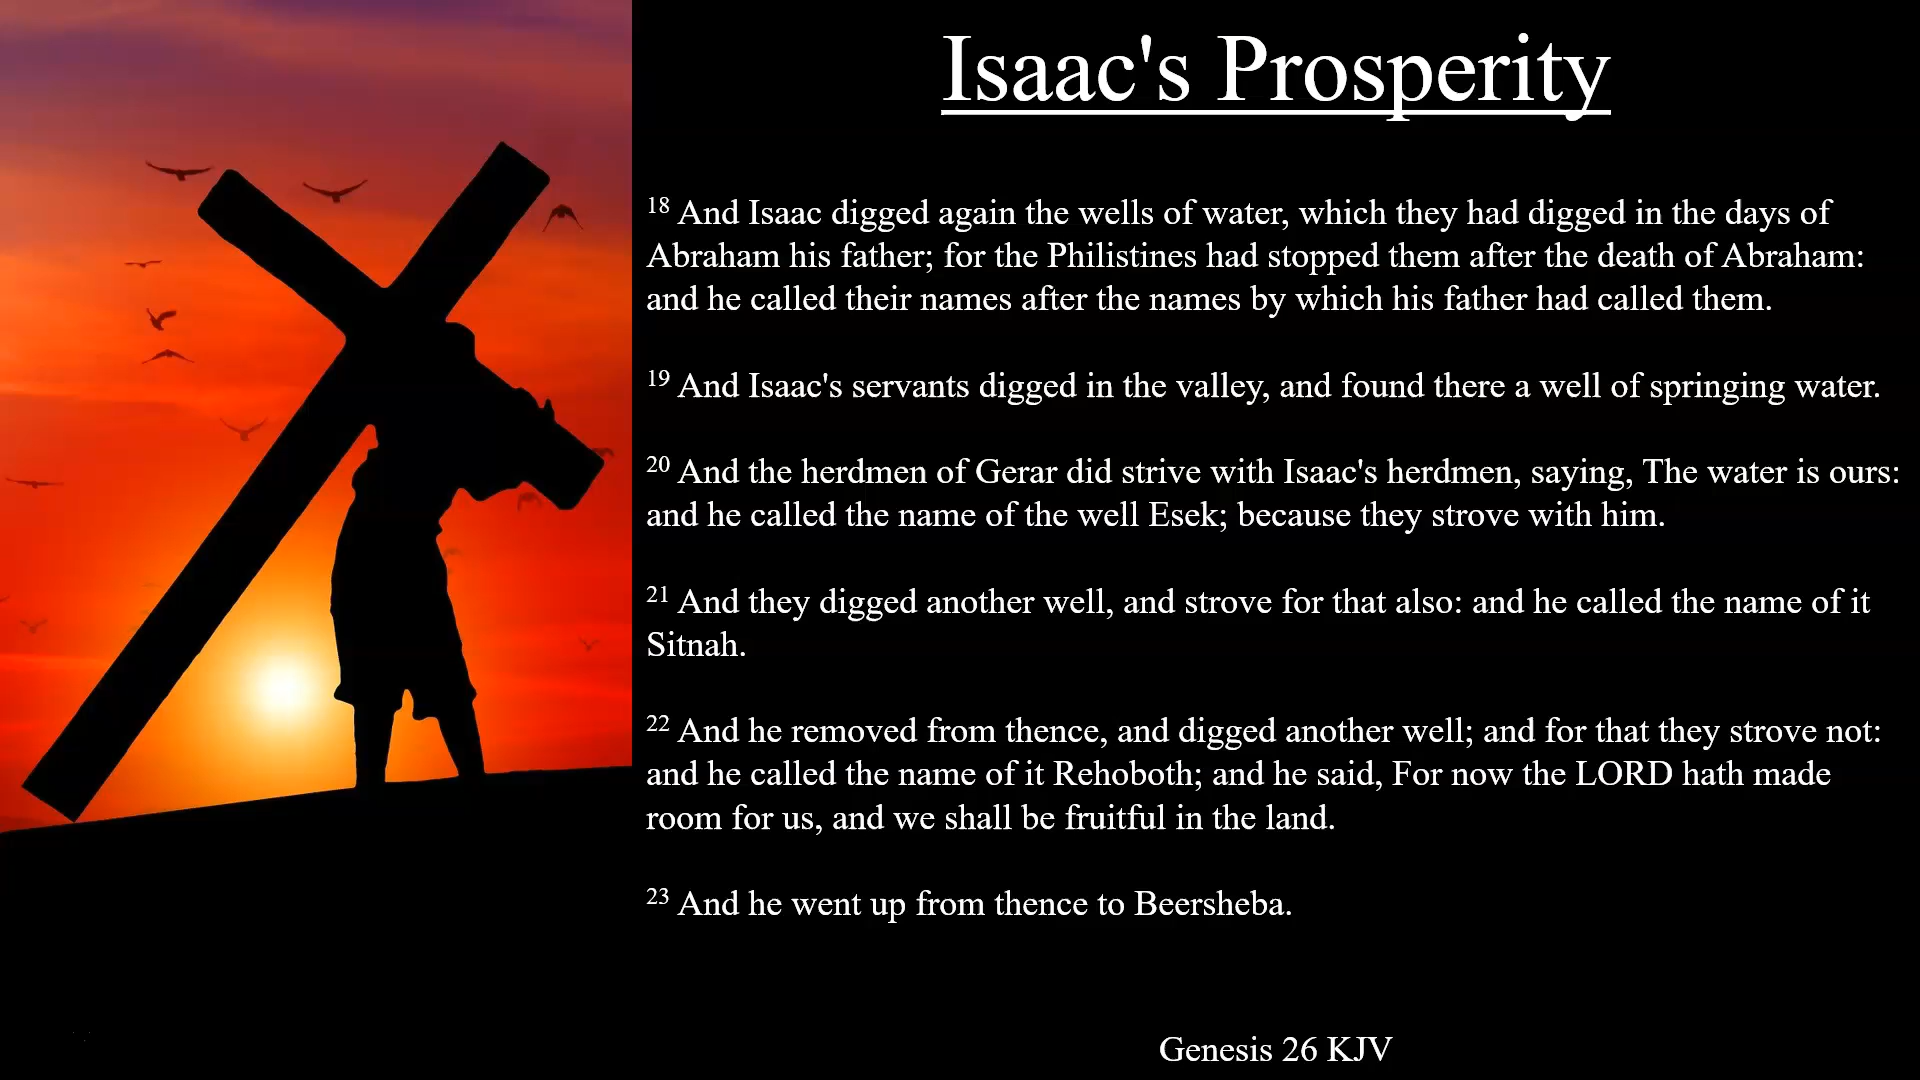 Isaac's Prosperity
18 And Isaac digged again the wells of water, which they had digged in the days of
Abraham his father; for the Philistines had stopped them after the death of Abraham:
and he called their names after the names by which his father had called them.
19 And Isaac's servants digged in the valley, and found there a well of springing water.
20 And the herdmen of Gerar did strive with Isaac's herdmen, saying, The water is ours:
and he called the name of the well Esek; because they strove with him.
21 And they digged another well, and strove for that also: and he called the name of it
Sitnah.
22 And he removed from thence, and digged another well; and for that they strove not:
and he called the name of it Rehoboth; and he said, For now the LORD hath made
room for us, and we shall be fruitful in the land.
23 And he went up from thence to Beersheba.
Genesis 26 KJV